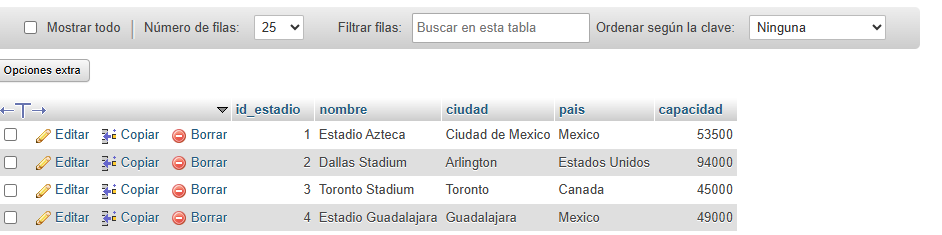 Mostrar todo Número de filas: 25 Filtrar filas: Buscar en esta tabla Ordenar según la clave: Ninguna
Opciones extra
id_estadio nombre ciudad pais capacidad
Editar Copiar Borrar 1 Estadio Azteca Ciudad de Mexico Mexico 53500
Editar Copiar Borrar 2 Dallas Stadium Arlington Estados Unidos 94000
Editar Copiar Borrar 3 Toronto Stadium Toronto Canada 45000
Editar Copiar Borrar 4 Estadio Guadalajara Guadalajara Mexico 49000